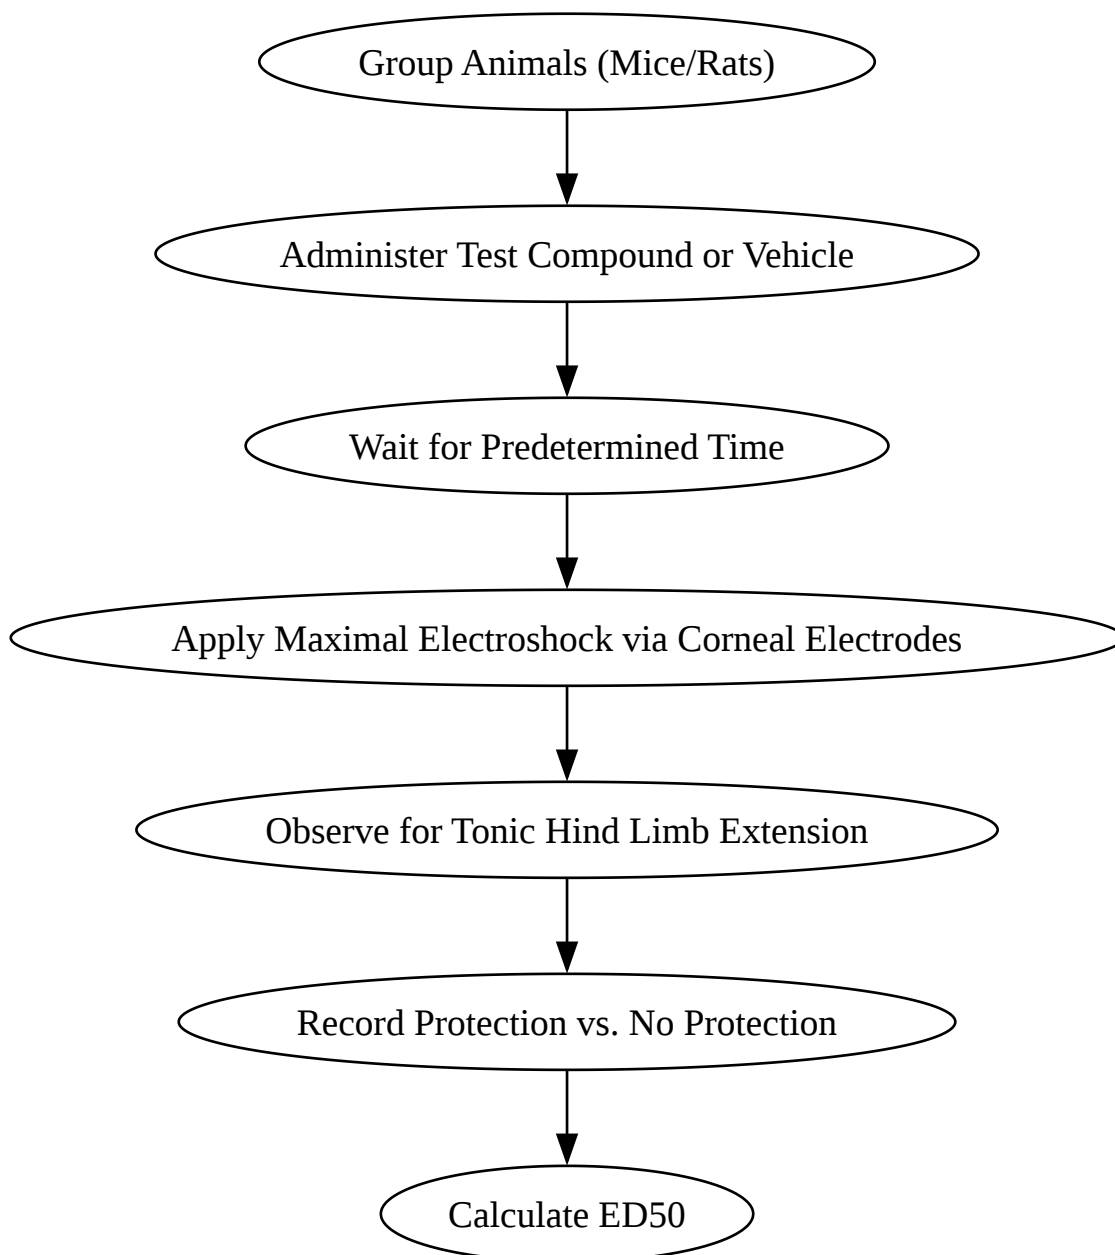 Group Animals (Mice/Rats)
Administer Test Compound or Vehicle
Wait for Predetermined Time
Apply Maximal Electroshock via Corneal Electrodes
Observe for Tonic Hind Limb Extension
Record Protection vs. No Protection
Calculate ED50